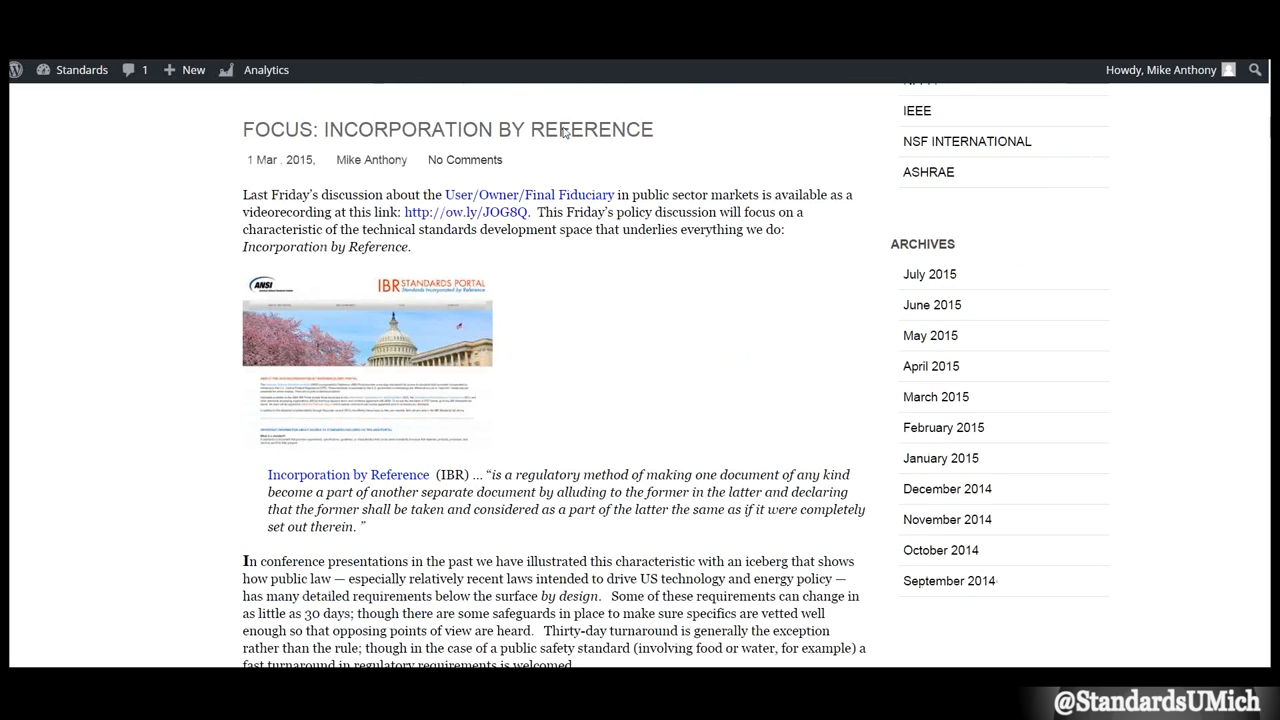 Standards 1 New Analytics Howdy, Mike Anthony
FOCUS: INCORPORATION BY REFERENCE
1 Mar . 2015, Mike Anthony No Comments
Last Friday's discussion about the User/Owner/Final Fiduciary in public sector markets is available as a
videorecording at this link: http://ow.ly/JOG8Q. This Friday's policy discussion will focus on a
characteristic of the technical standards development space that underlies everything we do:
Incorporation by Reference.
ANSI
IBR STANDARDS PORTAL
Standards Incorporated by Reference
Incorporation by Reference (IBR) ... “is a regulatory method of making one document of any kind
become a part of another separate document by alluding to the former in the latter and declaring
that the former shall be taken and considered as a part of the latter the same as if it were completely
set out therein. ”
In conference presentations in the past we have illustrated this characteristic with an iceberg that shows
how public law — especially relatively recent laws intended to drive US technology and energy policy —
has many detailed requirements below the surface by design. Some of these requirements can change in
as little as 30 days; though there are some safeguards in place to make sure specifics are vetted well
enough so that opposing points of view are heard. Thirty-day turnaround is generally the exception
rather than the rule; though in the case of a public safety standard (involving food or water, for example) a
fast turnaround in regulatory requirements is welcomed.
IEEE
NSF INTERNATIONAL
ASHRAE
ARCHIVES
July 2015
June 2015
May 2015
April 2015
March 2015
February 2015
January 2015
December 2014
November 2014
October 2014
September 2014
@StandardsUMich